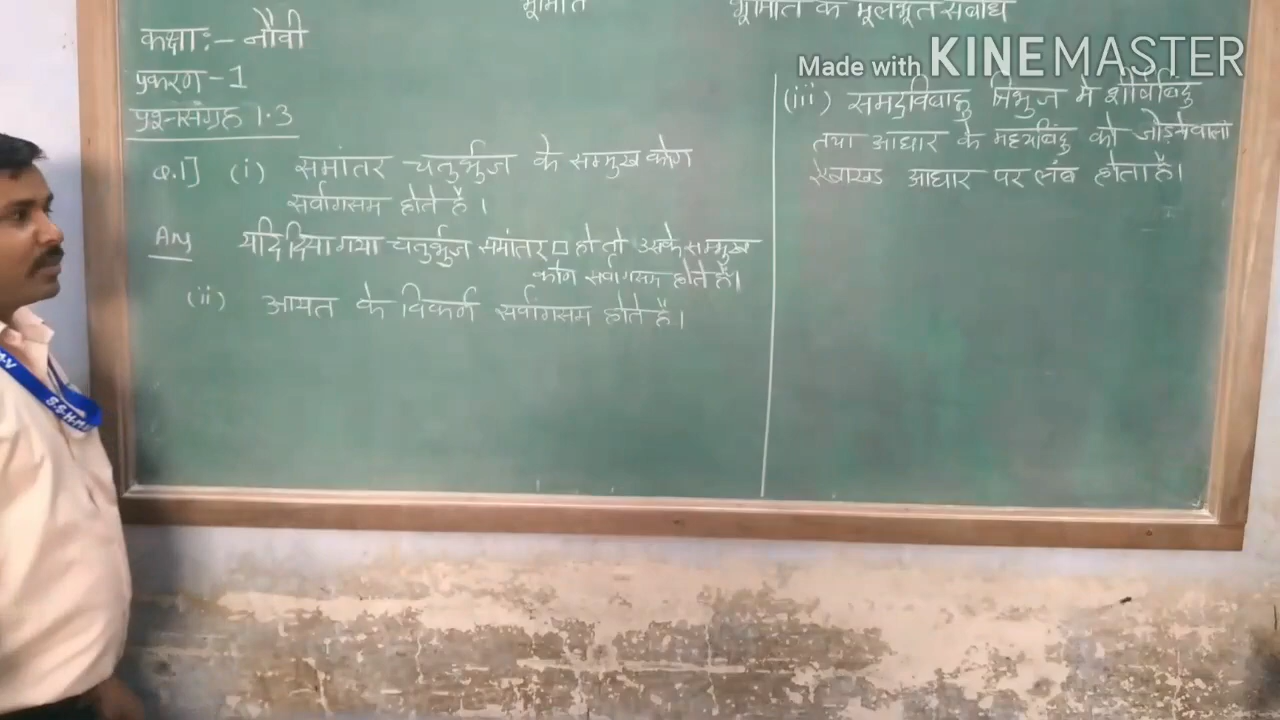 भूमिति भूमिति के मूलभूत संबोध
Made with KINEMASTER
कक्षाः- नौवी
प्रकरण-1
प्रश्नसंग्रह 1.3
Q.1] (i) समांतर चतुर्भुज के सम्मुख कोण
सर्वांगसम होते है ।
Ans यदि दिया गया चतुर्भुज समांतर □ हो तो उसके सम्मुख
कोण सर्वांगसम होते है।
(ii) आयत के विकर्ण सर्वांगसम होते है।
(iii) समद्विबाहु त्रिभुज मे शीर्षबिंदु
तथा आधार के मध्यबिंदु को जोड़नेवाला
रेखाखंड आधार पर लंब होता है।
S.S.H.M.V